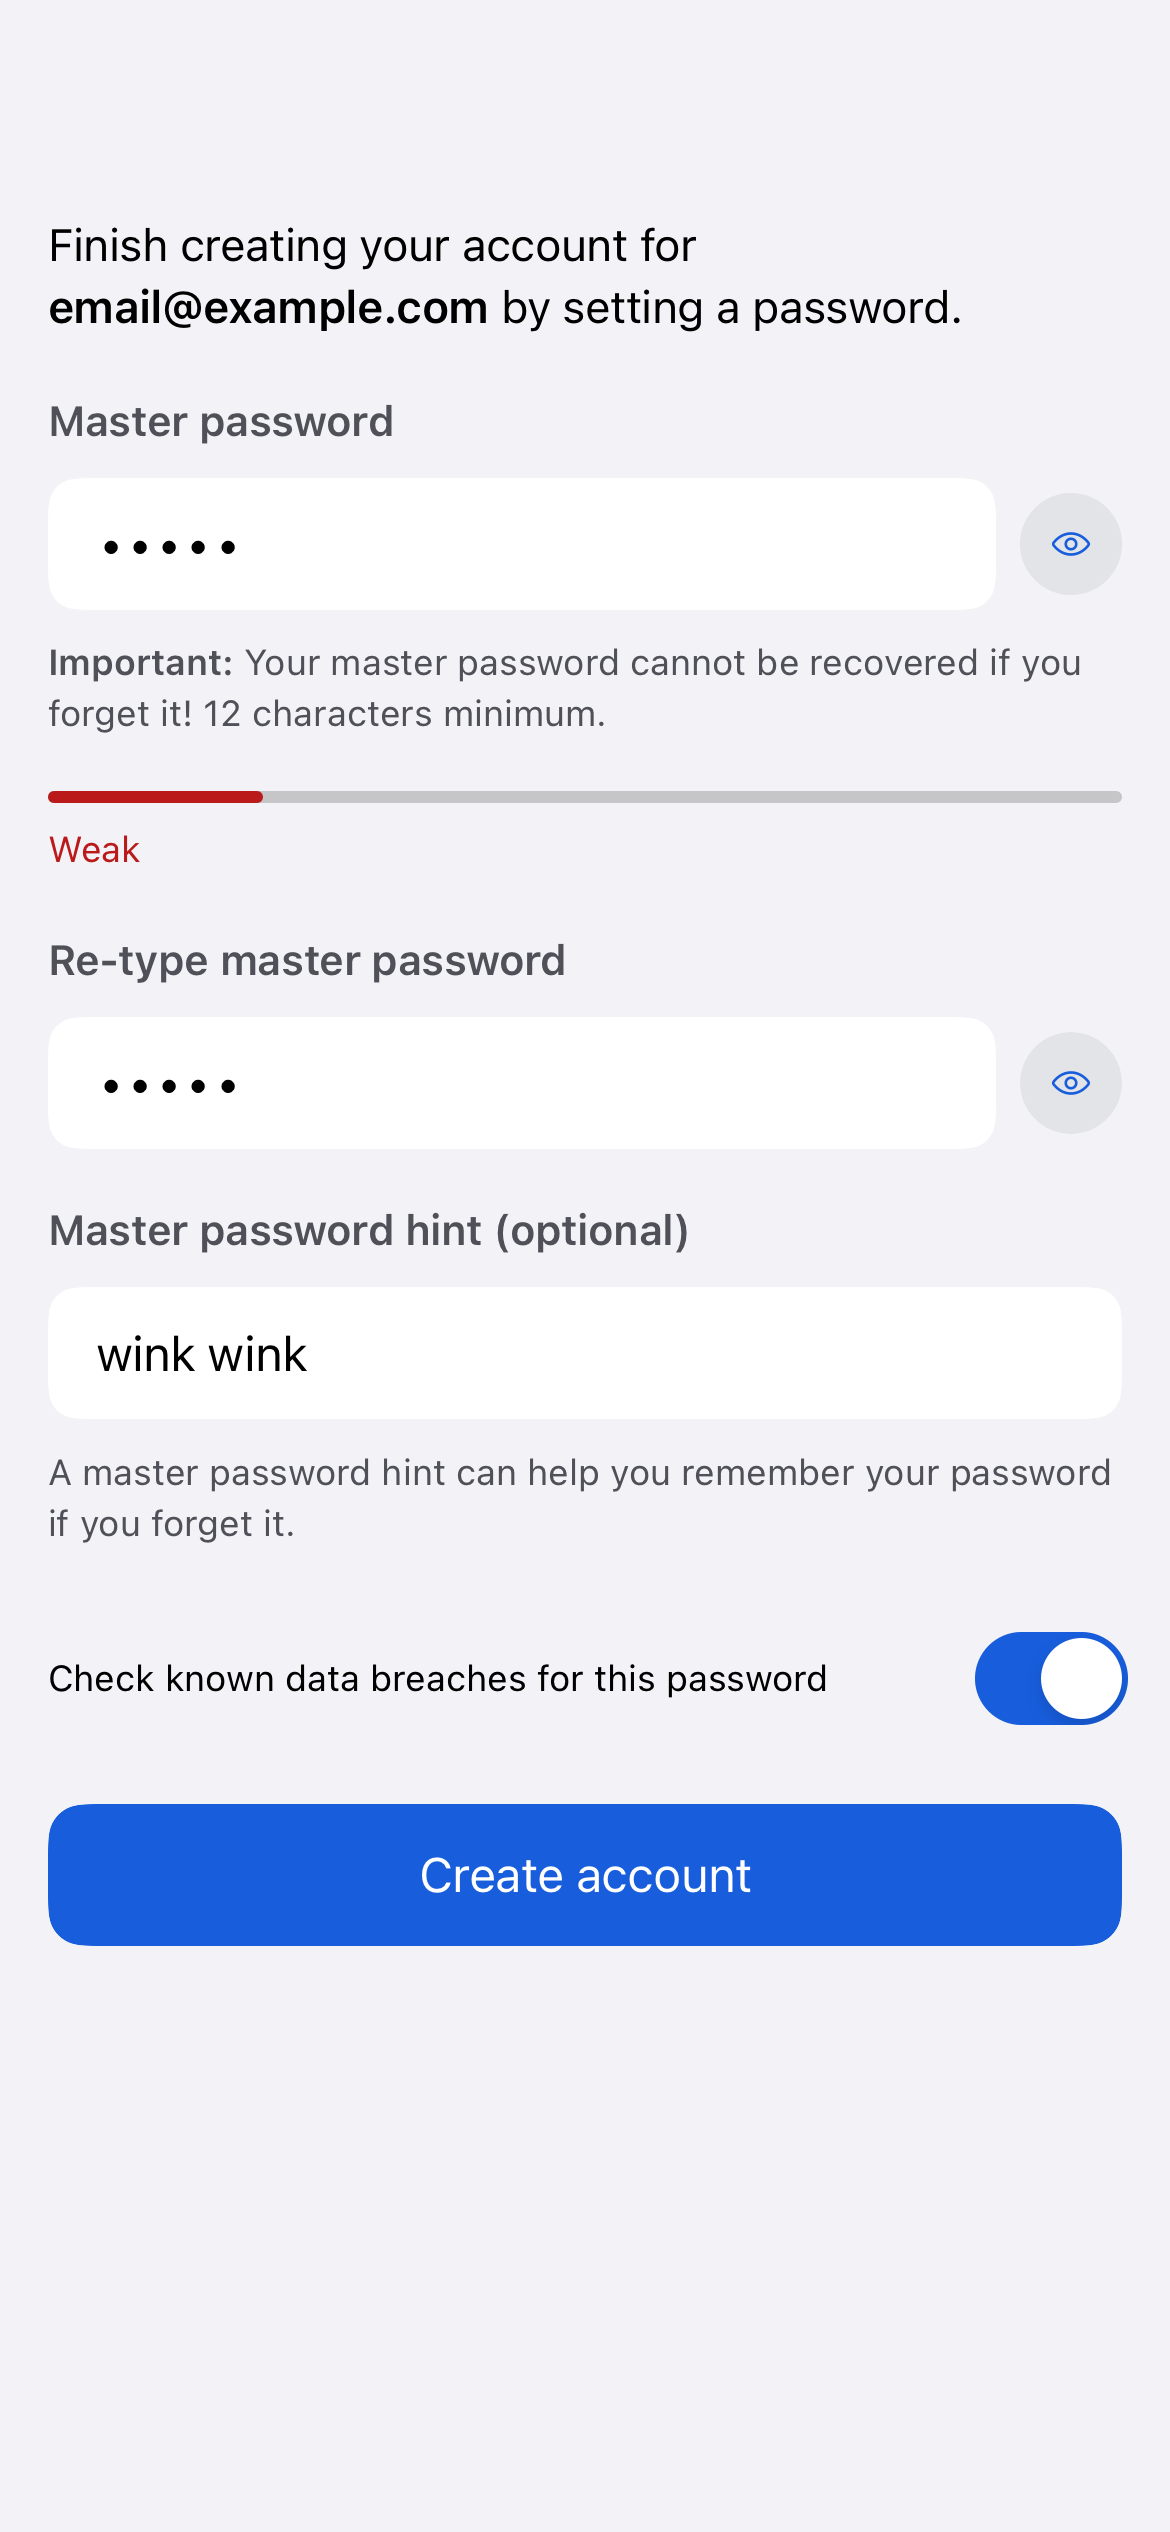 Finish creating your account for
email@example.com by setting a password.
Master password
•••••
Important: Your master password cannot be recovered if you
forget it! 12 characters minimum.
Weak
Re-type master password
•••••
Master password hint (optional)
wink wink
A master password hint can help you remember your password
if you forget it.
Check known data breaches for this password
Create account